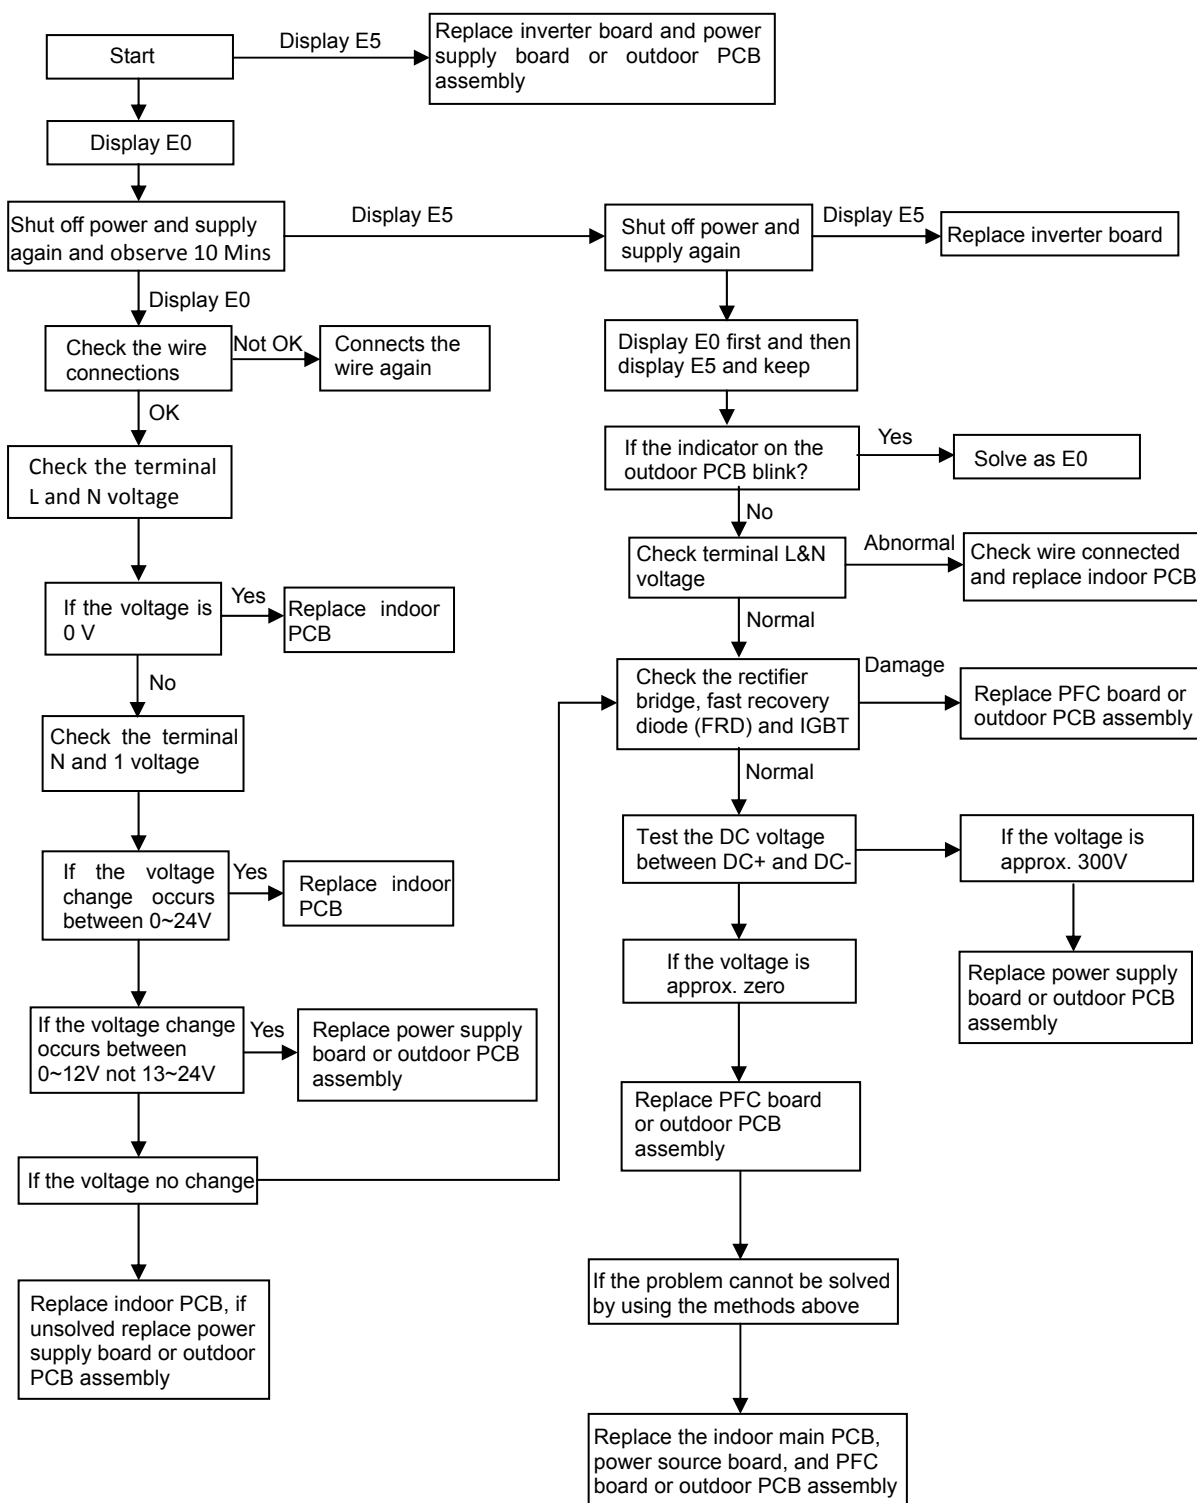 Start
Display E5
Replace inverter board and power
supply board or outdoor PCB
assembly
Display E0
Shut off power and supply
again and observe 10 Mins
Display E5
Shut off power and
supply again
Display E5
Replace inverter board
Display E0
Check the wire
connections
Not OK
Connects the
wire again
Display E0 first and then
display E5 and keep
OK
Check the terminal
L and N voltage
If the indicator on the
outdoor PCB blink?
Yes
Solve as E0
No
Check terminal L&N
voltage
Abnormal
Check wire connected
and replace indoor PCB
If the voltage is
0 V
Yes
Replace indoor
PCB
Normal
No
Check the rectifier
bridge, fast recovery
diode (FRD) and IGBT
Damage
Replace PFC board or
outdoor PCB assembly
Check the terminal
N and 1 voltage
Normal
If the voltage
change occurs
between 0~24V
Yes
Replace indoor
PCB
Test the DC voltage
between DC+ and DC-
If the voltage is
approx. 300V
If the voltage is
approx. zero
Replace power supply
board or outdoor PCB
assembly
If the voltage change
occurs between
0~12V not 13~24V
Yes
Replace power supply
board or outdoor PCB
assembly
Replace PFC board
or outdoor PCB
assembly
If the voltage no change
If the problem cannot be solved
by using the methods above
Replace indoor PCB, if
unsolved replace power
supply board or outdoor
PCB assembly
Replace the indoor main PCB,
power source board, and PFC
board or outdoor PCB assembly